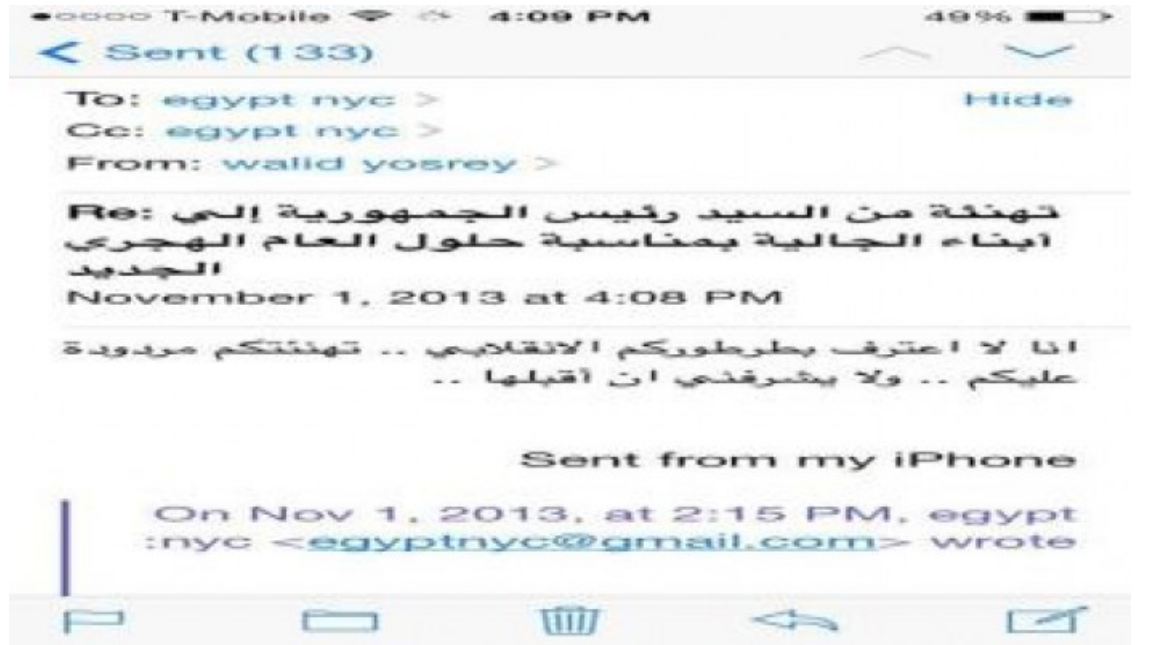 T-Mobile 4:09 PM 49%
Sent (133)
To: egypt nyc > Hide
Cc: egypt nyc >
From: walid yosrey >
Re: تهنئة من السيد رئيس الجمهورية إلي
أبناء الجالية بمناسبة حلول العام الهجري
الجديد
November 1, 2013 at 4:08 PM
انا لا اعترف بطرطوركم الانقلابي .. تهنئتكم مردودة
عليكم .. ولا يشرفني ان أقبلها ..
Sent from my iPhone
On Nov 1, 2013, at 2:15 PM, egypt
:nyc <egyptnyc@gmail.com> wrote